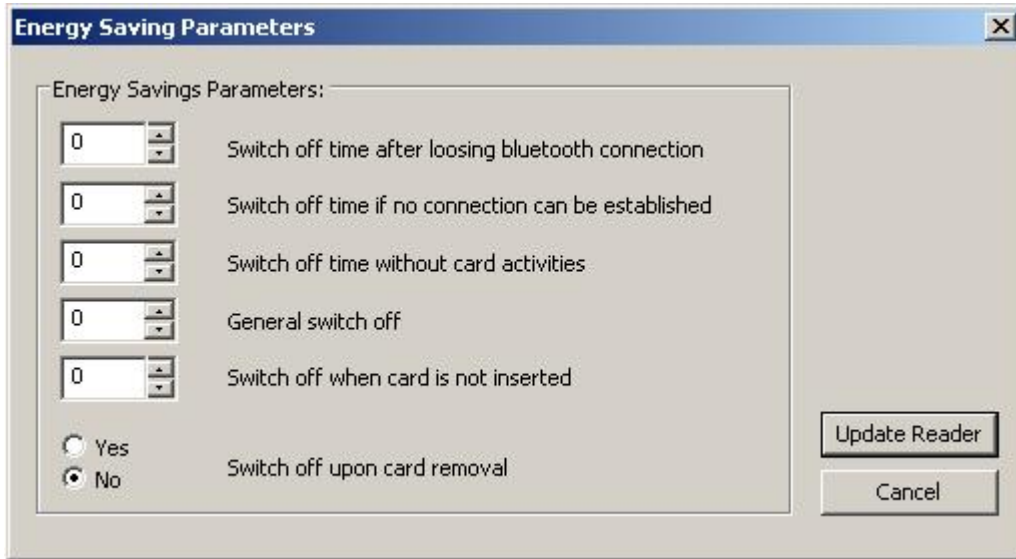 Energy Saving Parameters
Energy Savings Parameters:
0 Switch off time after loosing bluetooth connection
0 Switch off time if no connection can be established
0 Switch off time without card activities
0 General switch off
0 Switch off when card is not inserted
Yes
No
Switch off upon card removal
Update Reader
Cancel